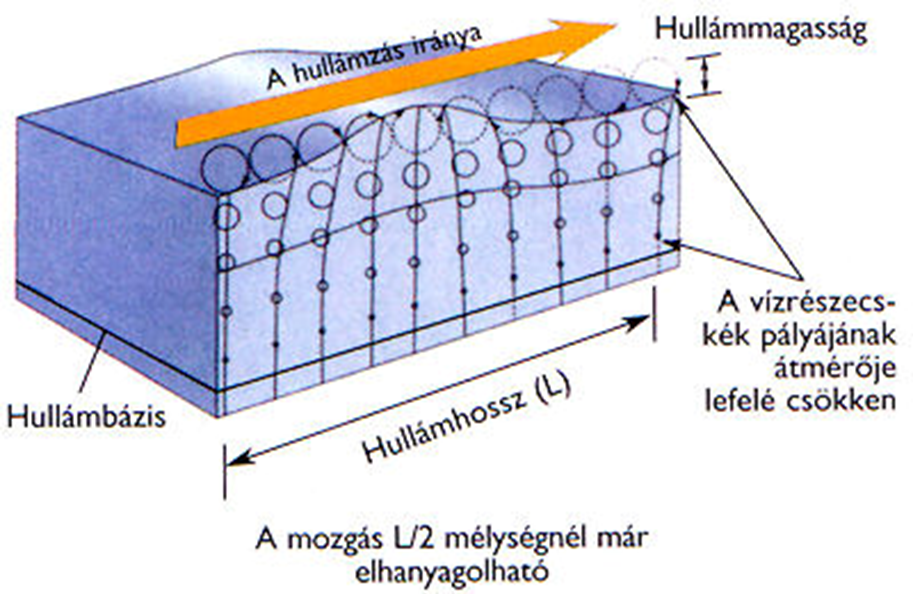 Hullámmagasság
A hullámzás iránya
A vízrészecs-
kék pályájának
átmérője
lefelé csökken
Hullámbázis
Hullámhossz (L)
A mozgás L/2 mélységnél már
elhanyagolható